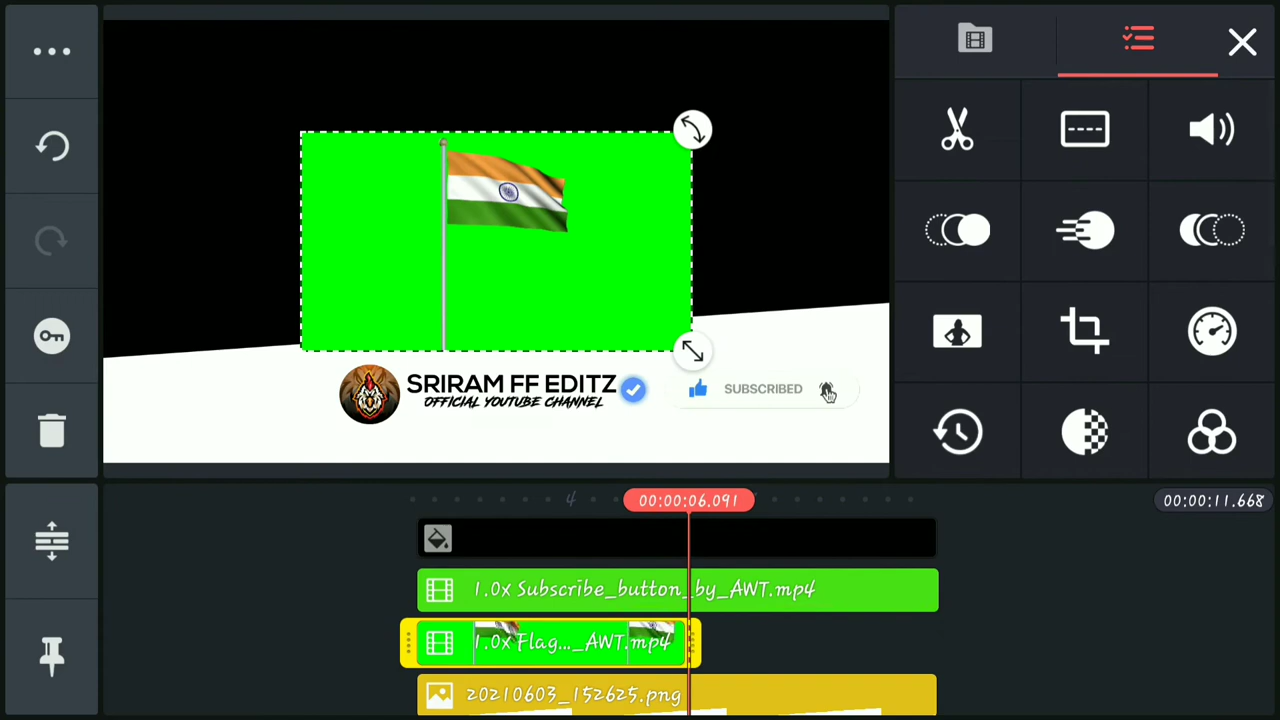 SRIRAM FF EDITZ
OFFICIAL YOUTUBE CHANNEL
SUBSCRIBED
4
00:00:06.091
00:00:11.668
1.0x Subscribe_button_by_AWT.mp4
1.0x Flag..._AWT.mp4
20210603_152625.png